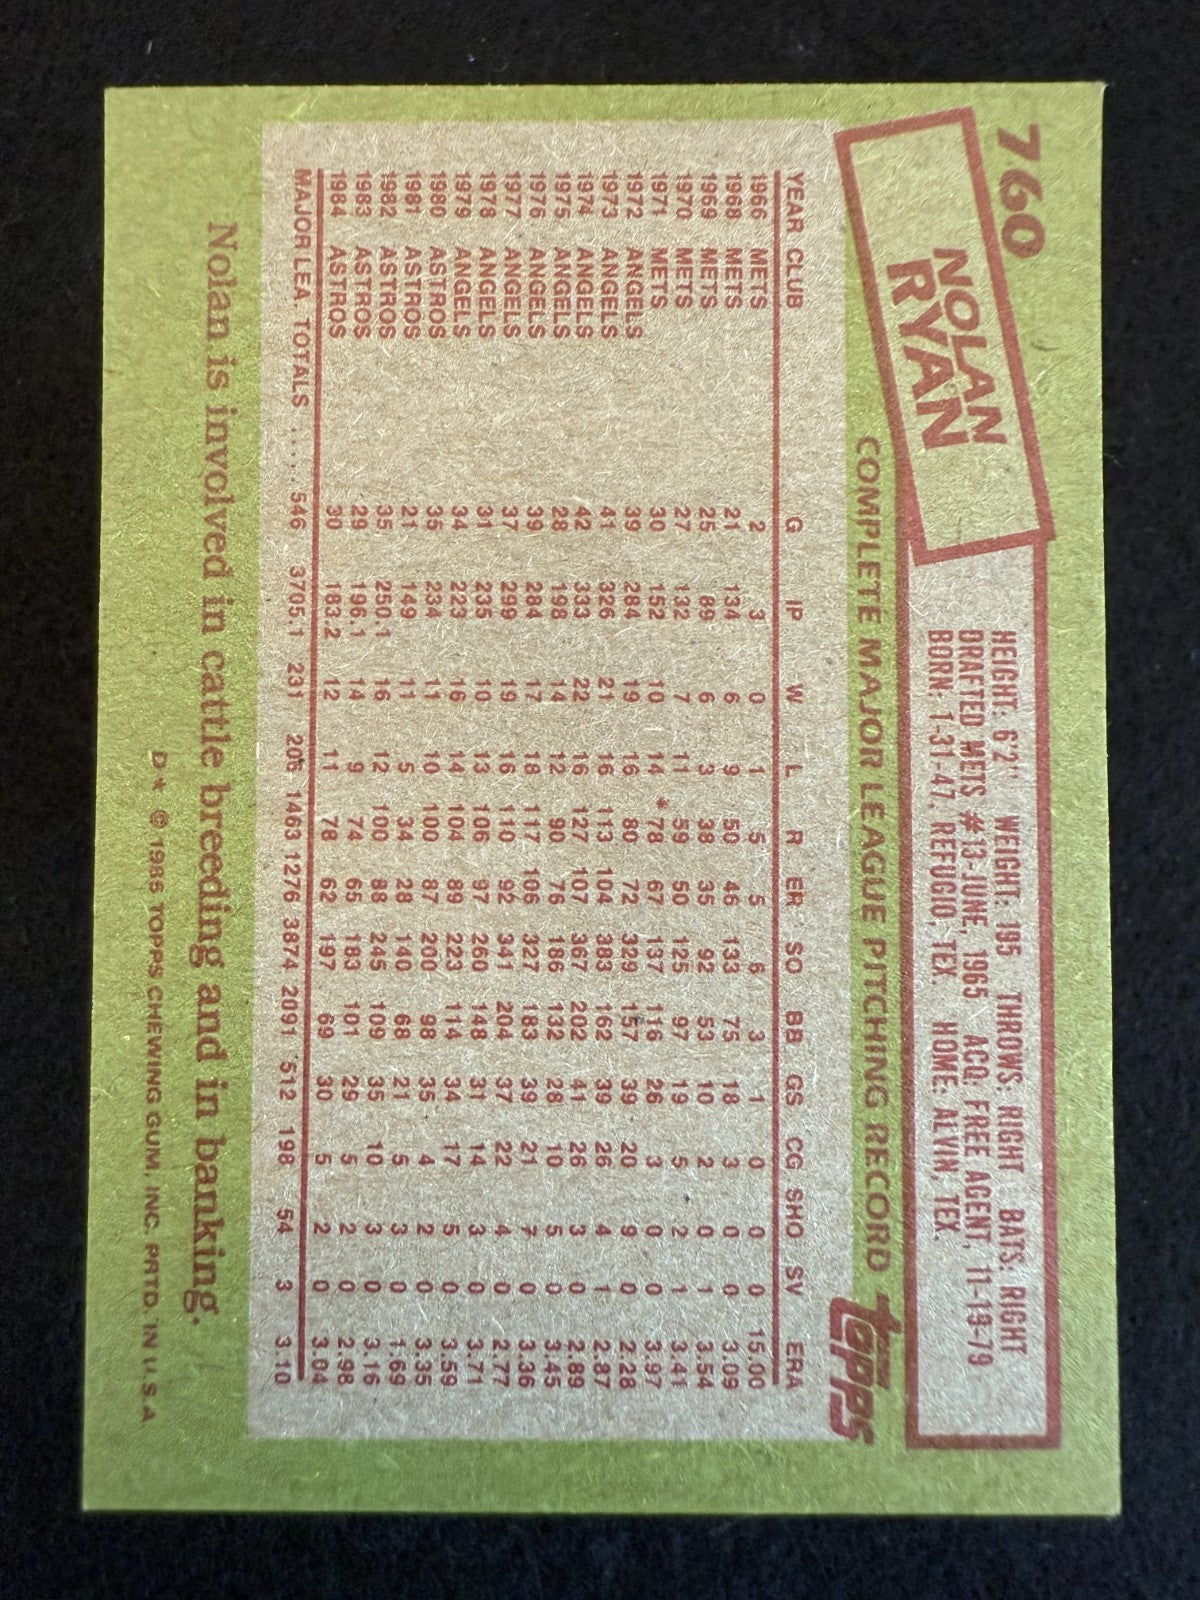 760
NOLAN
RYAN
HEIGHT: 6'2" WEIGHT: 195 THROWS: RIGHT BATS: RIGHT
DRAFTED METS #13-JUNE, 1965 ACQ: FREE AGENT, 11-19-79
BORN: 1-31-47, REFUGIO, TEX. HOME: ALVIN, TEX.
COMPLETE MAJOR LEAGUE PITCHING RECORD
topps
YEAR CLUB G IP W L R ER SO BB GS CG SHO SV ERA
1966 METS 2 3 0 1 5 5 6 3 1 0 0 0 15.00
1968 METS 21 134 6 9 50 46 133 75 18 3 0 0 3.09
1969 METS 25 89 6 3 38 35 92 53 10 2 0 1 3.54
1970 METS 27 132 7 11 59 50 125 97 19 5 2 1 3.41
1971 METS 30 152 10 14 * 78 67 137 116 26 3 0 0 3.97
1972 ANGELS 39 284 19 16 80 72 329 157 39 20 9 0 2.28
1973 ANGELS 41 326 21 16 113 104 383 162 39 26 4 1 2.87
1974 ANGELS 42 333 22 16 127 107 367 202 41 26 3 0 2.89
1975 ANGELS 28 198 14 12 90 76 186 132 28 10 5 0 3.45
1976 ANGELS 39 284 17 18 117 106 327 183 39 21 7 0 3.36
1977 ANGELS 37 299 19 16 110 92 341 204 37 22 4 0 2.77
1978 ANGELS 31 235 10 13 106 97 260 148 31 14 3 0 3.71
1979 ANGELS 34 223 16 14 104 89 223 114 34 17 5 0 3.59
1980 ASTROS 35 234 11 10 100 87 200 98 35 4 2 0 3.35
1981 ASTROS 21 149 11 5 34 28 140 68 21 5 3 0 1.69
1982 ASTROS 35 250.1 16 12 100 88 245 109 35 10 3 0 3.16
1983 ASTROS 29 196.1 14 9 74 65 183 101 29 5 2 0 2.98
1984 ASTROS 30 183.2 12 11 78 62 197 69 30 5 2 0 3.04
MAJOR LEA. TOTALS ..... 546 3705.1 231 206 1463 1276 3874 2091 512 198 54 3 3.10
Nolan is involved in cattle breeding and in banking.
D* © 1985 TOPPS CHEWING GUM, INC. PRTD. IN U.S.A